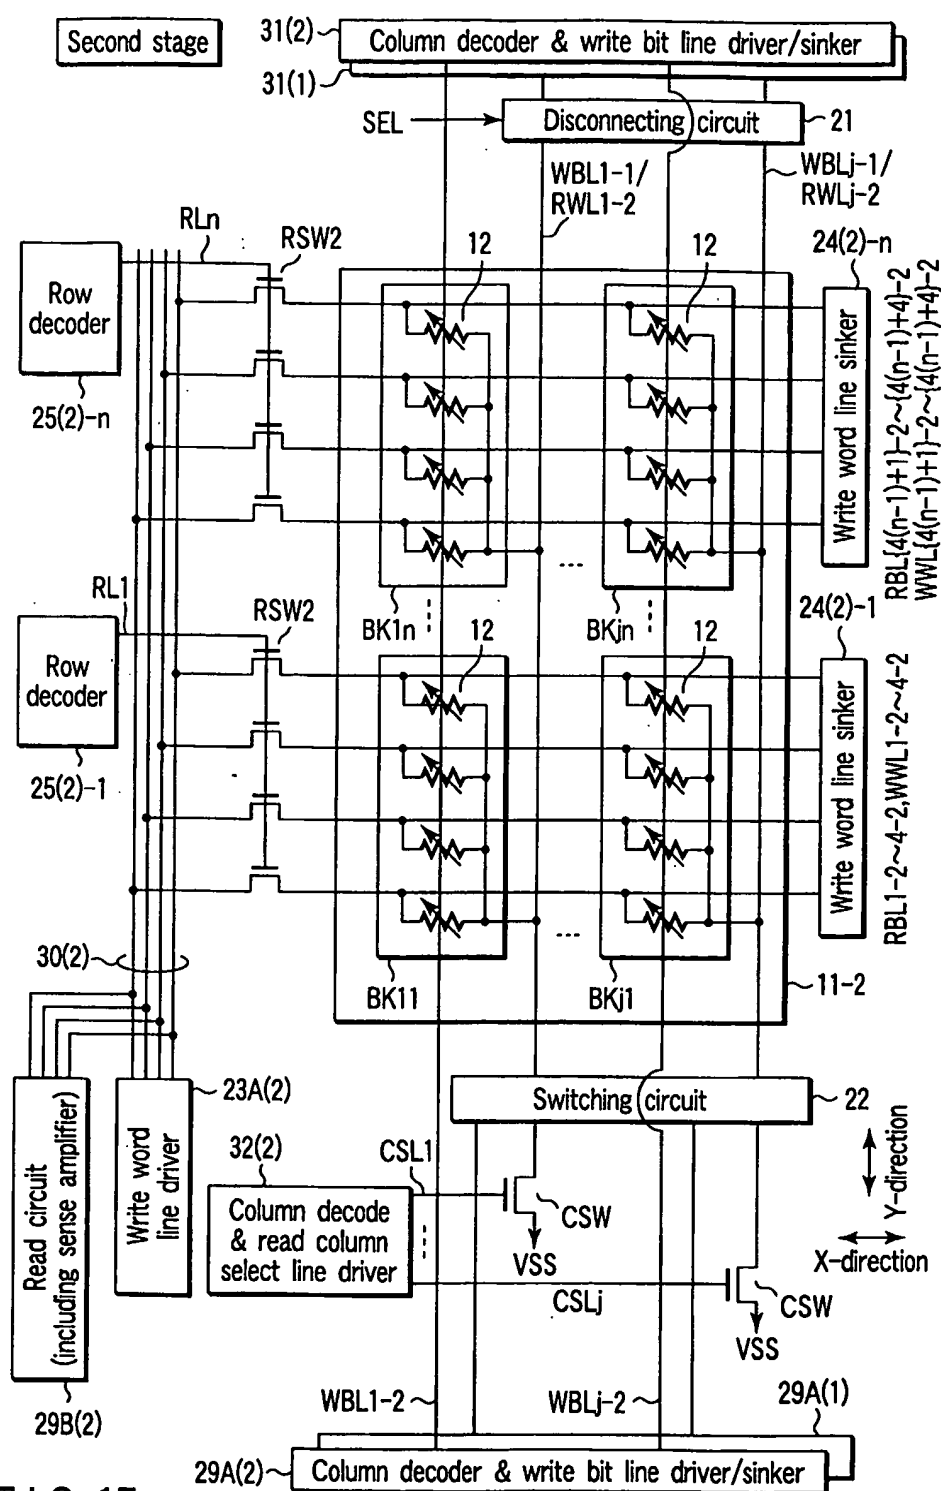 Second stage
31(2)
Column decoder & write bit line driver/sinker
31(1)
SEL
Disconnecting circuit
21
WBL1-1/
RWL1-2
WBLj-1/
RWLj-2
RLn
RSW2
12
12
24(2)-n
Row
decoder
25(2)-n
Write word line sinker
RBL{4(n-1)+1}-2~{4(n-1)+4}-2
WWL{4(n-1)+1}-2~{4(n-1)+4}-2
...
BK1n
BKjn
RL1
RSW2
12
12
24(2)-1
Row
decoder
25(2)-1
Write word line sinker
RBL1-2~4-2,WWL1-2~4-2
...
30(2)
BK11
BKj1
11-2
Switching circuit
22
23A(2)
Read circuit
(including sense amplifier)
29B(2)
Write word
line driver
32(2)
Column decode
& read column
select line driver
CSL1
CSW
VSS
CSLj
CSW
VSS
Y-direction
X-direction
WBL1-2
WBLj-2
29A(1)
29A(2)
Column decoder & write bit line driver/sinker